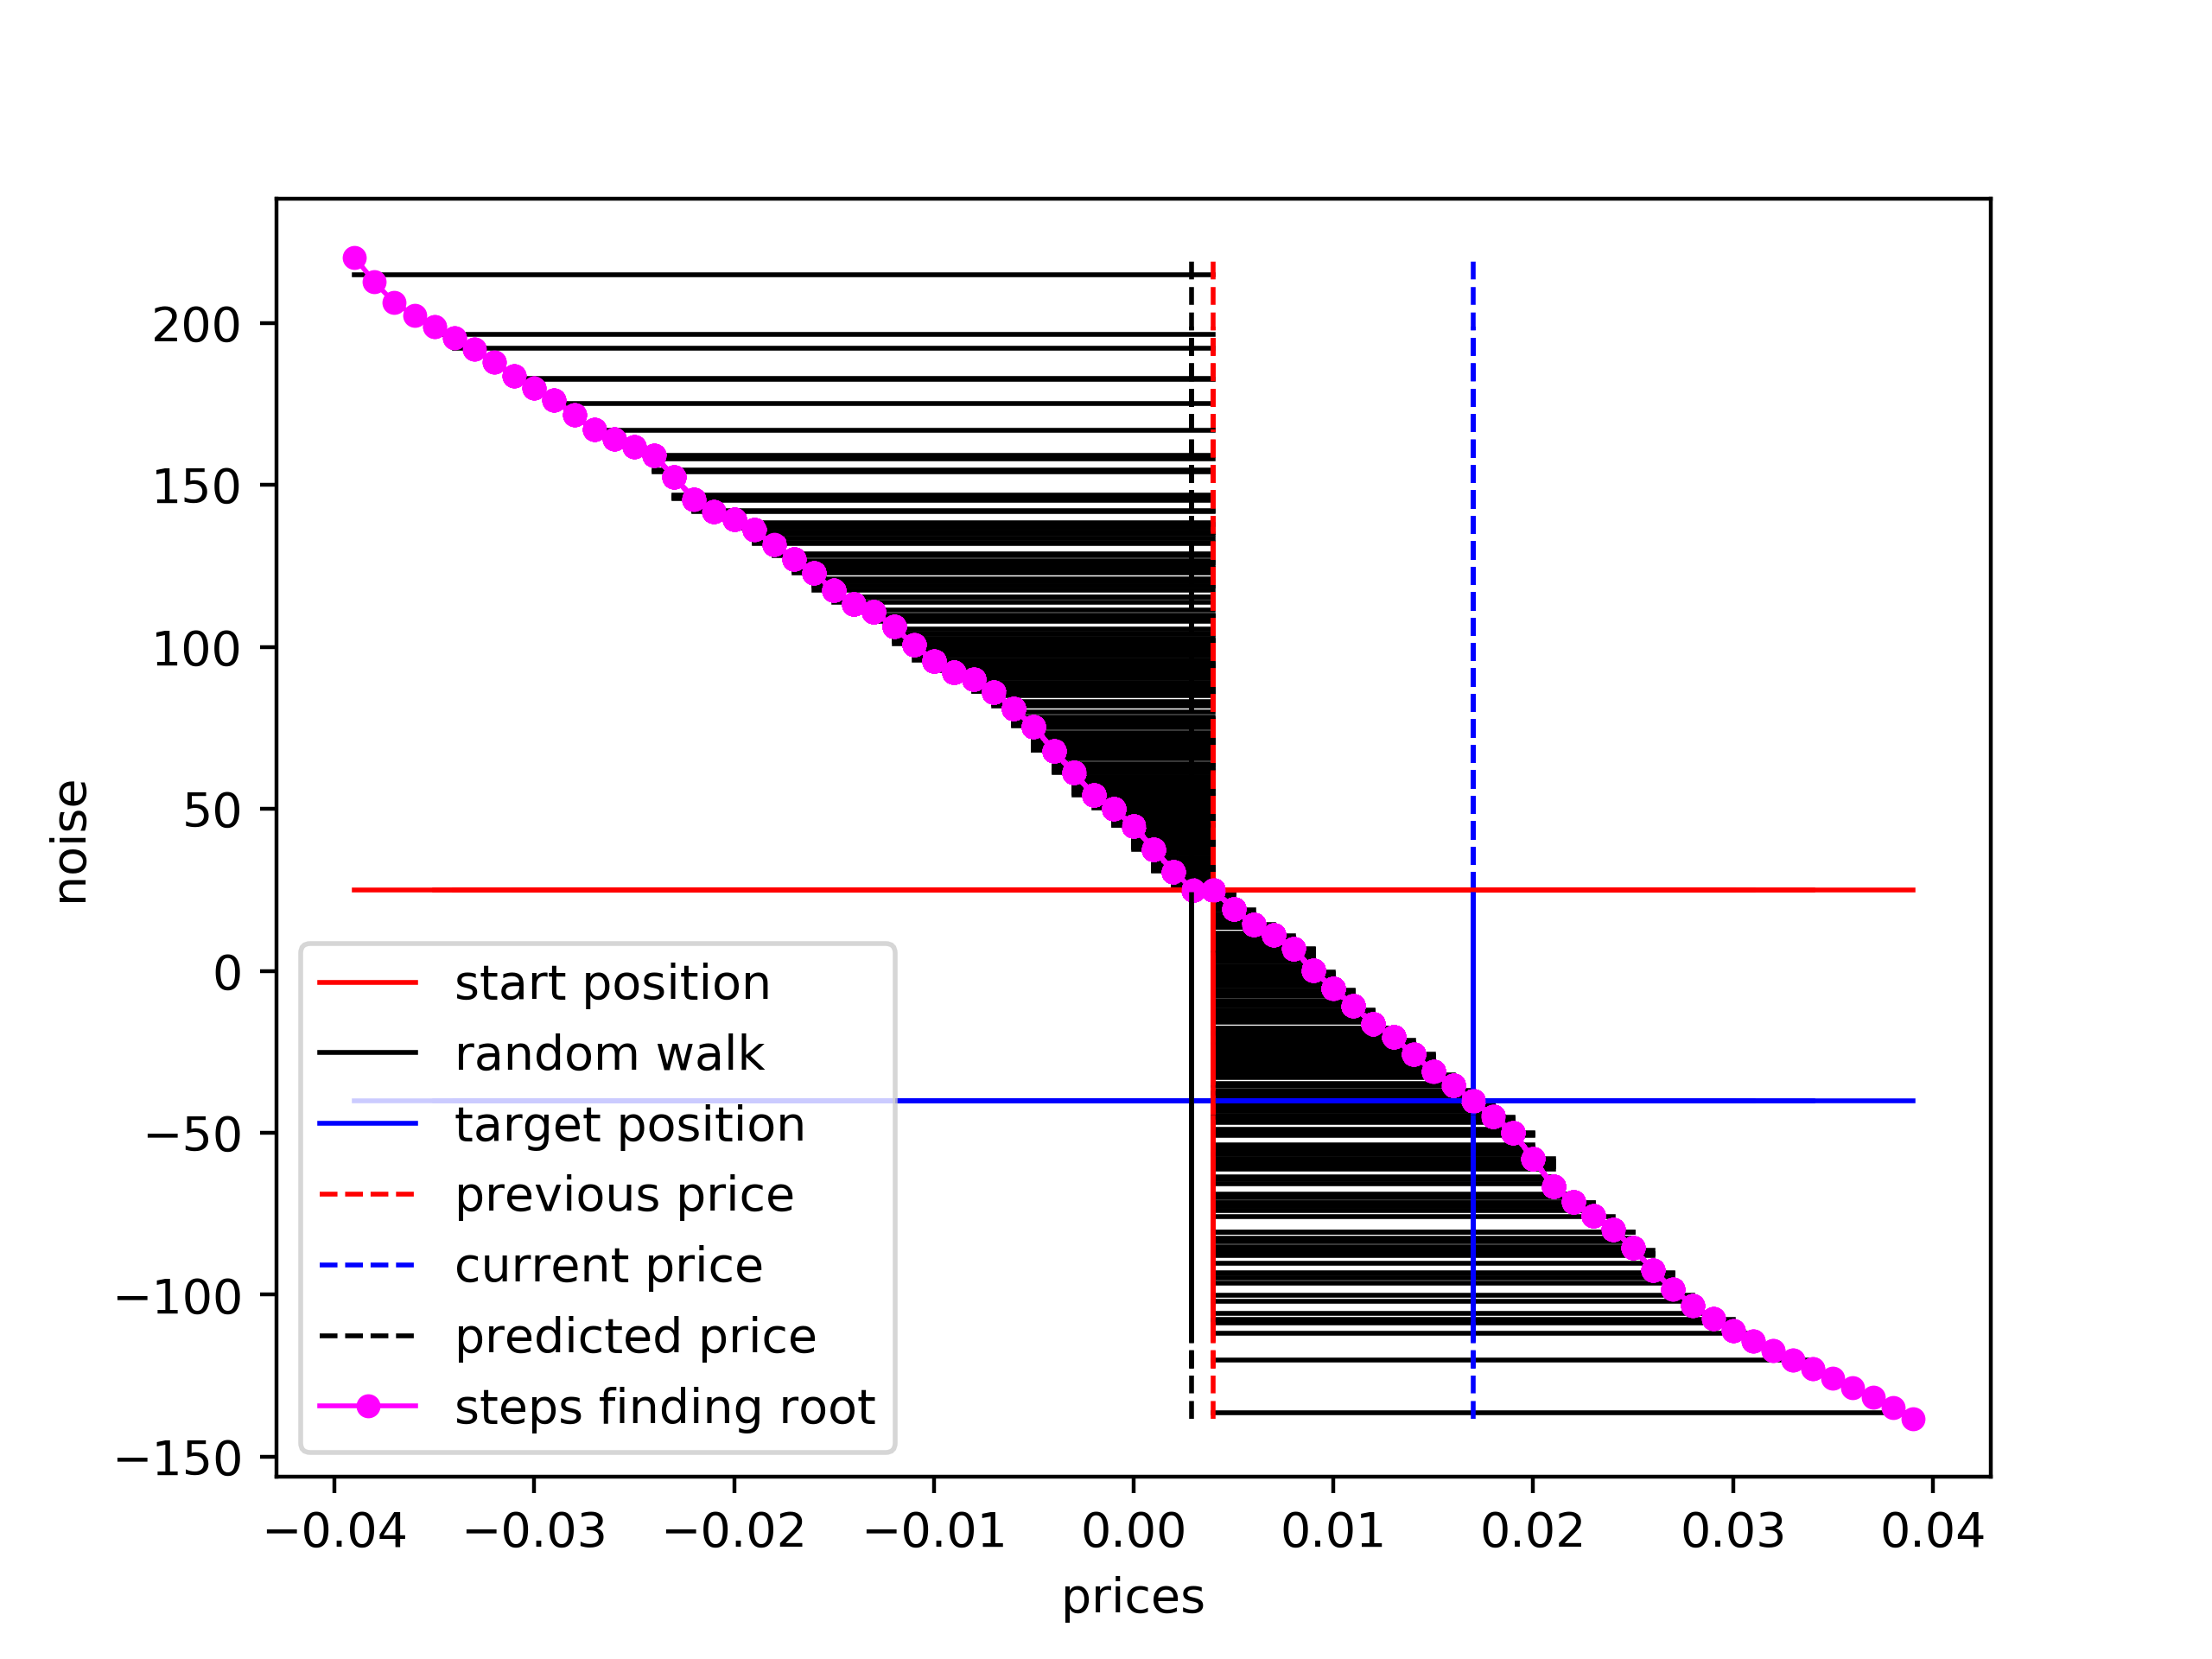 200
150
100
50
0
−50
−100
−150
noise
start position
random walk
target position
previous price
current price
predicted price
steps finding root
−0.04 −0.03 −0.02 −0.01 0.00 0.01 0.02 0.03 0.04
prices